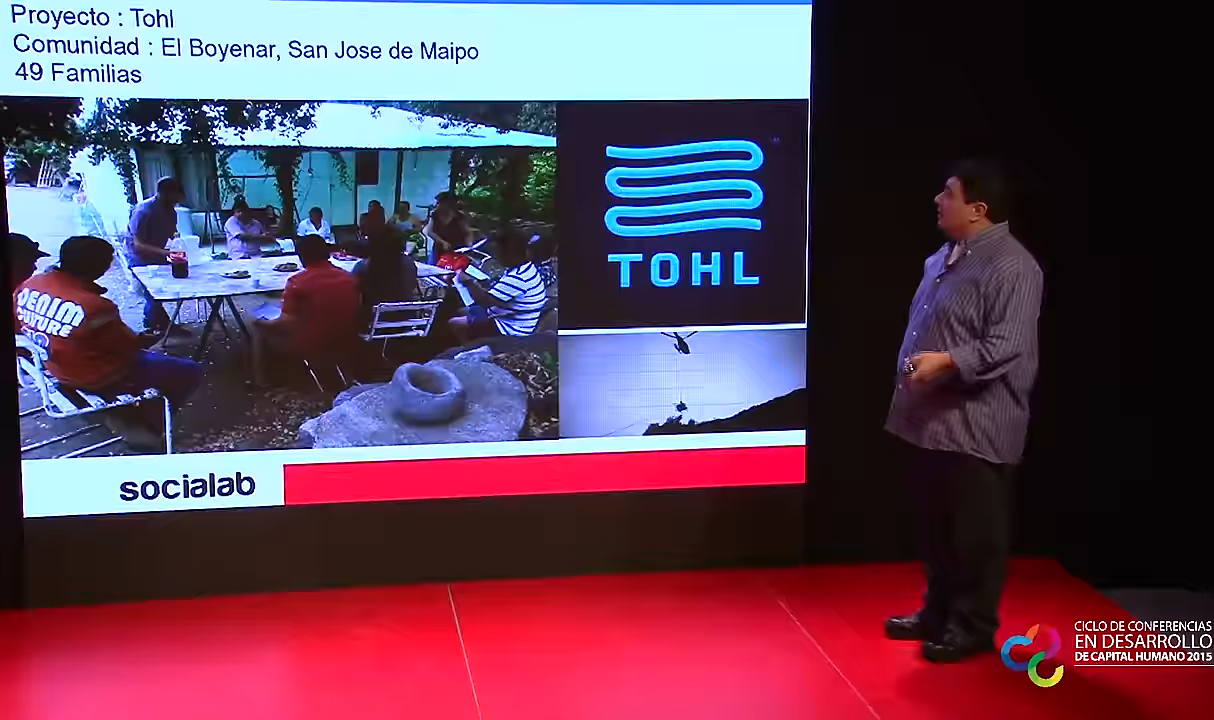 Proyecto : Tohl
Comunidad : El Boyenar, San Jose de Maipo
49 Familias
DENIM
TOHL
socialab
CICLO DE CONFERENCIAS
EN DESARROLLO
DE CAPITAL HUMANO 2015